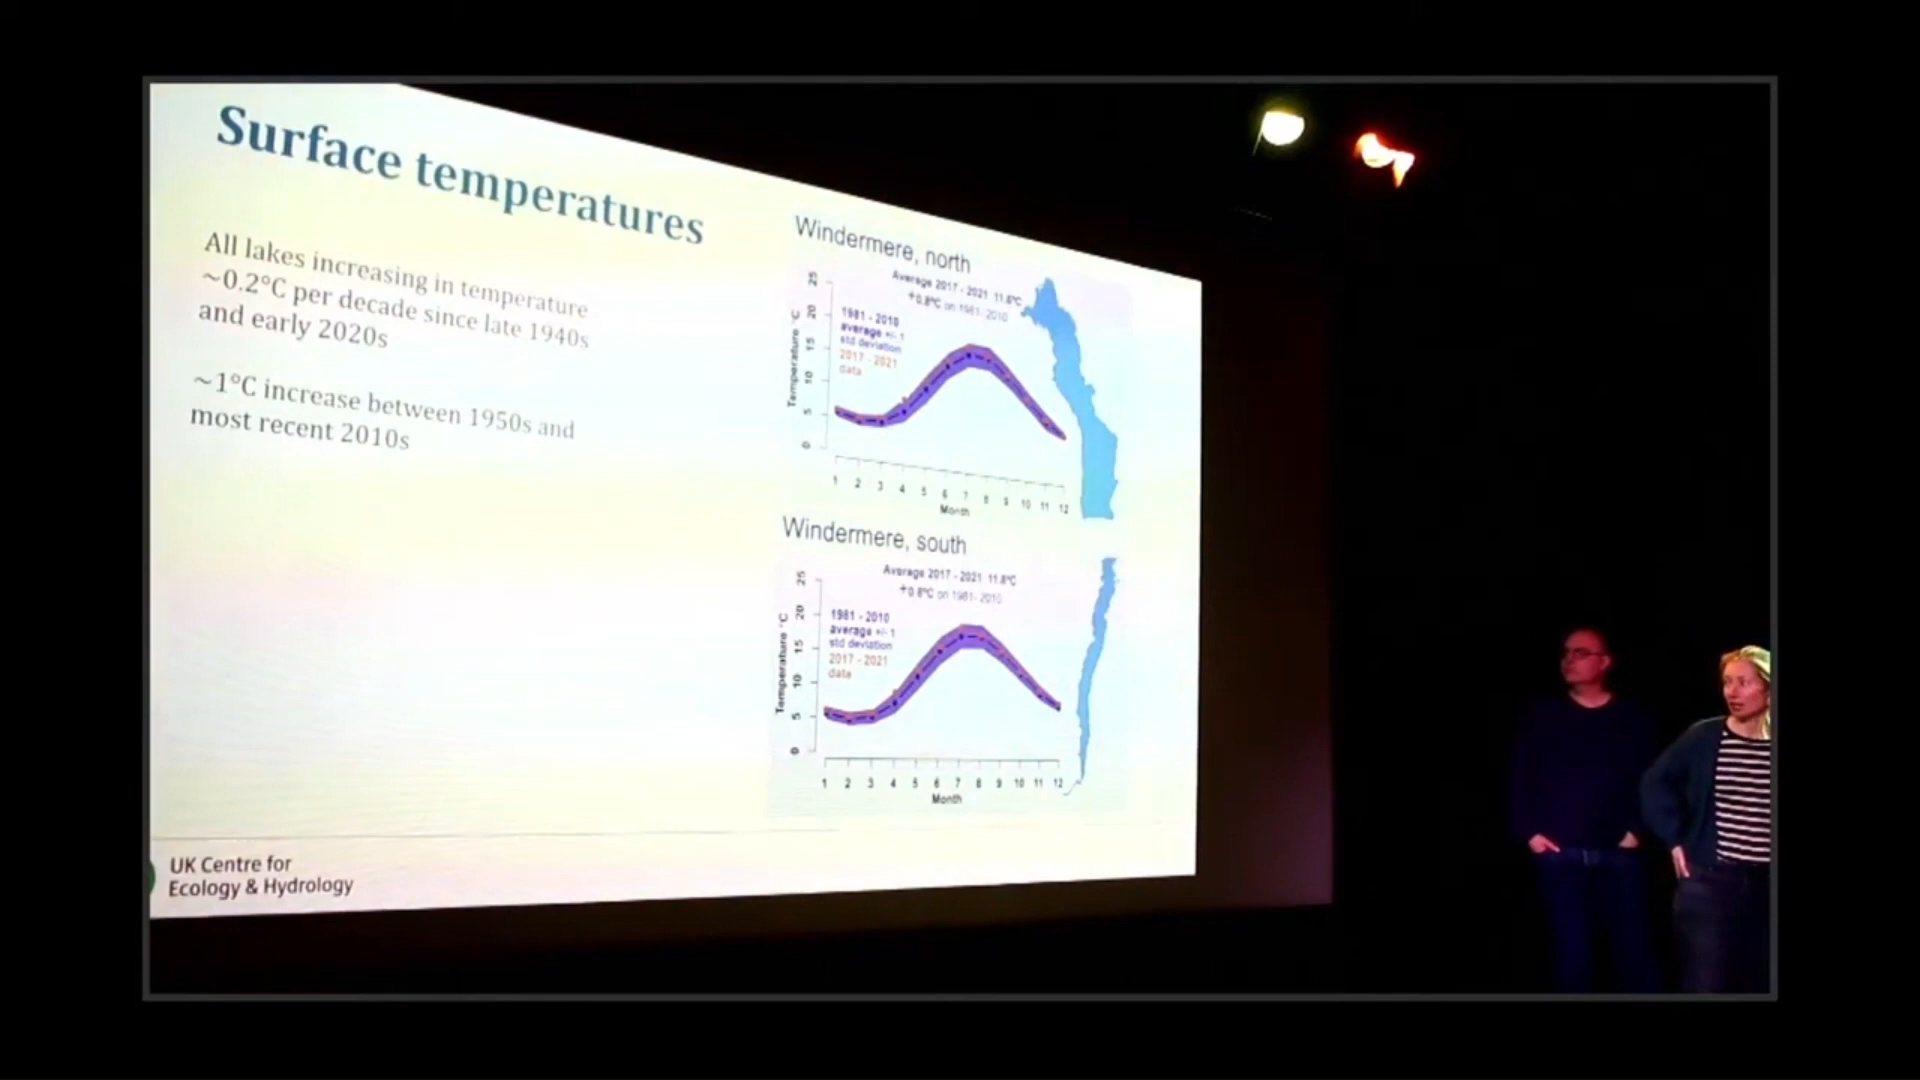 Surface temperatures
All lakes increasing in temperature
~0.2°C per decade since late 1940s
and early 2020s
~1°C increase between 1950s and
most recent 2010s
Windermere, north
Average 2017 - 2021 11.6°C
+0.8°C on 1981- 2010
1981 - 2010
average +/- 1
std deviation
2017 - 2021
data
Temperature °C
0 5 10 15 20 25
1 2 3 4 5 6 7 8 9 10 11 12
Month
Windermere, south
Average 2017 - 2021 11.8°C
+0.8°C on 1981- 2010
1981 - 2010
average +/- 1
std deviation
2017 - 2021
data
Temperature °C
0 5 10 15 20 25
1 2 3 4 5 6 7 8 9 10 11 12
Month
UK Centre for
Ecology & Hydrology